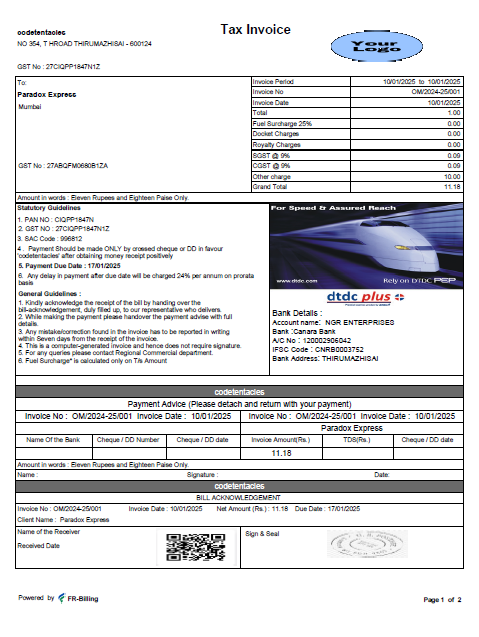 Tax Invoice
codetentacles
NO 354, T HROAD THIRUMAZHISAI - 600124
GST No : 27CIQPP1847N1Z
Your
Logo
To:
Paradox Express
Mumbai
GST No : 27ABQFM0680B1ZA
Invoice Period 10/01/2025 to 10/01/2025
Invoice No OM/2024-25/001
Invoice Date 10/01/2025
Total 1.00
Fuel Surcharge 25% 0.00
Docket Charges 0.00
Royalty Charges 0.00
SGST @ 9% 0.09
CGST @ 9% 0.09
Other charge 10.00
Grand Total 11.18
Amount in words : Eleven Rupees and Eighteen Paise Only.
Statutory Guidelines
1. PAN NO : CIQPP1847N
2. GST NO : 27CIQPP1847N1Z
3. SAC Code : 996812
4 . Payment Should be made ONLY by crossed cheque or DD in favour
'codetentacles' after obtaining money receipt positively
5. Payment Due Date : 17/01/2025
6. Any delay in payment after due date will be charged 24% per annum on prorata
basis
General Guidelines :
1. Kindly acknowledge the receipt of the bill by handing over the
bill-acknowledgement, duly filled up, to our representative who delivers.
2. While making the payment please handover the payment advise with full
details.
3. Any mistake/correction found in the invoice has to be reported in writing
within Seven days from the receipt of the invoice.
4. This is a computer-generated invoice and hence does not require signature.
5. For any queries please contact Regional Commercial department.
6. Fuel Surcharge* is calculated only on T/s Amount
For Speed & Assured Reach
www.dtdc.com
Rely on DTDC PEP
dtdc plus
Bank Details :
Account name: NGR ENTERPRISES
Bank :Canara Bank
A/C No : 120002906042
IFSC Code : CNRB0003752
Bank Address: THIRUMAZHISAI
codetentacles
Payment Advice (Please detach and return with your payment)
Invoice No : OM/2024-25/001 Invoice Date : 10/01/2025
Invoice No : OM/2024-25/001 Invoice Date : 10/01/2025
Paradox Express
Name Of the Bank
Cheque / DD Number
Cheque / DD date
Invoice Amount(Rs.)
TDS(Rs.)
Cheque / DD date
11.18
Amount in words : Eleven Rupees and Eighteen Paise Only.
Name : Signature : Date:
codetentacles
BILL ACKNOWLEDGEMENT
Invoice No : OM/2024-25/001 Invoice Date : 10/01/2025 Net Amount (Rs.) : 11.18 Due Date : 17/01/2025
Client Name : Paradox Express
Name of the Receiver
Received Date
Sign & Seal
Powered by FR-Billing
Page 1 of 2